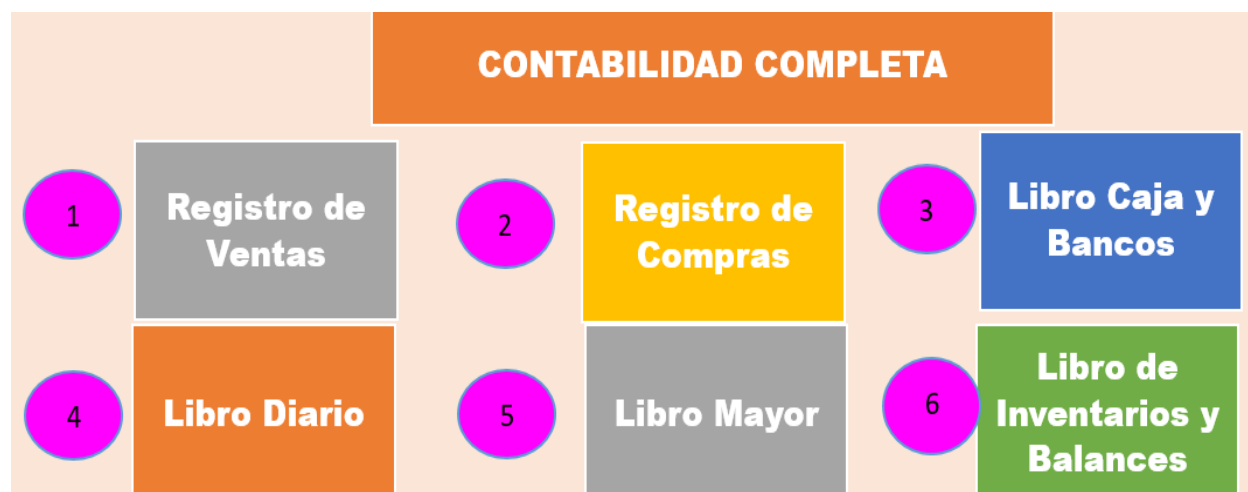 CONTABILIDAD COMPLETA
1
Registro de
Ventas
2
Registro de
Compras
3
Libro Caja y
Bancos
4
Libro Diario
5
Libro Mayor
6
Libro de
Inventarios y
Balances